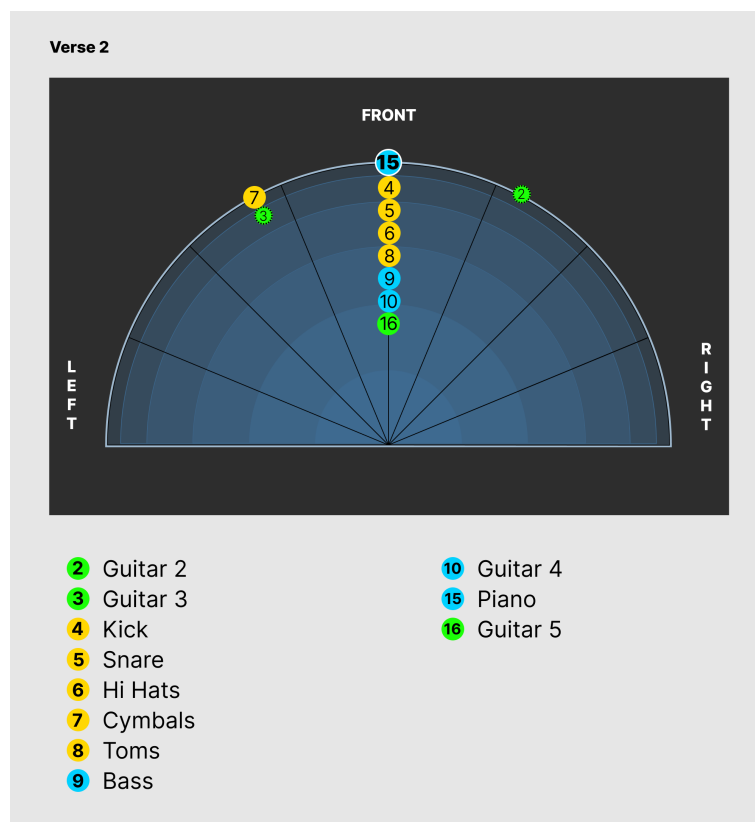 Verse 2
FRONT
15
4
7
2
5
3
6
8
9
10
16
LEFT
RIGHT
2 Guitar 2
3 Guitar 3
4 Kick
5 Snare
6 Hi Hats
7 Cymbals
8 Toms
9 Bass
10 Guitar 4
15 Piano
16 Guitar 5